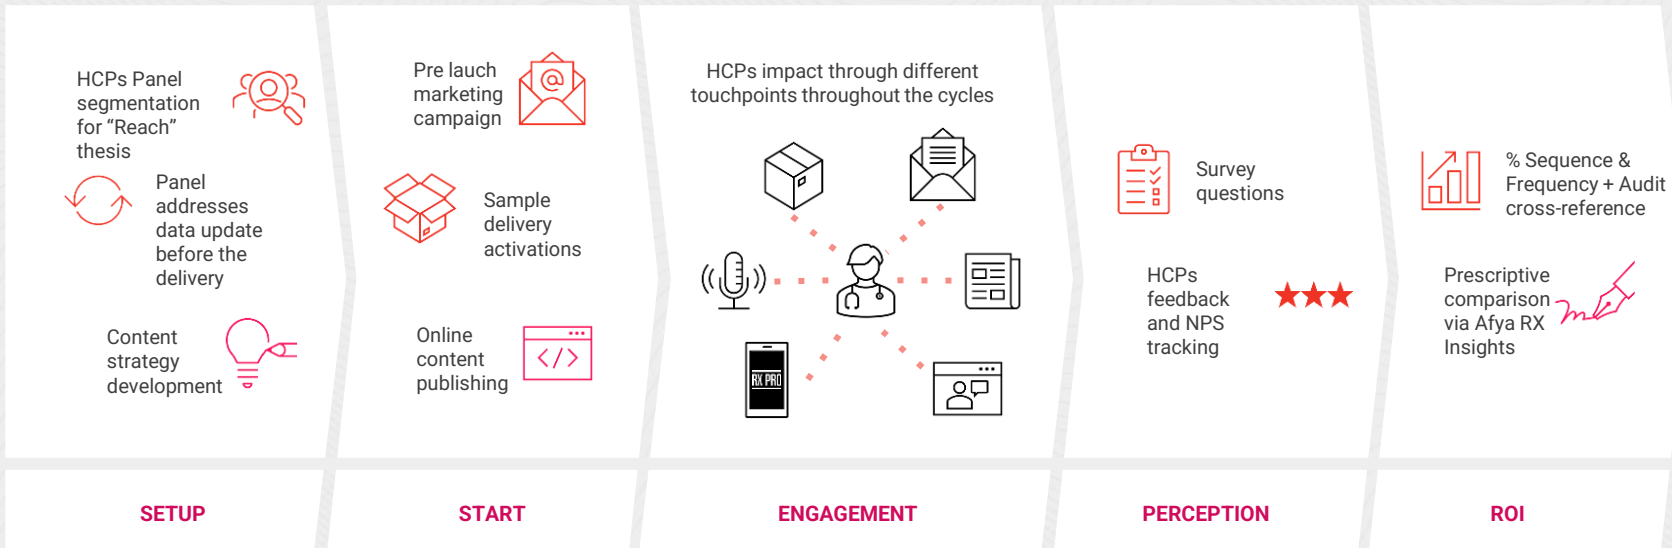 HCPs Panel
segmentation
for “Reach”
thesis
Panel
addresses
data update
before the
delivery
Content
strategy
development
SETUP
Pre lauch
marketing
campaign
@
Sample
delivery
activations
Online
content
publishing
</>
START
HCPs impact through different
touchpoints throughout the cycles
RX PRO
ENGAGEMENT
Survey
questions
HCPs
feedback
and NPS
tracking
PERCEPTION
% Sequence &
Frequency + Audit
cross-reference
Prescriptive
comparison
via Afya RX
Insights
ROI